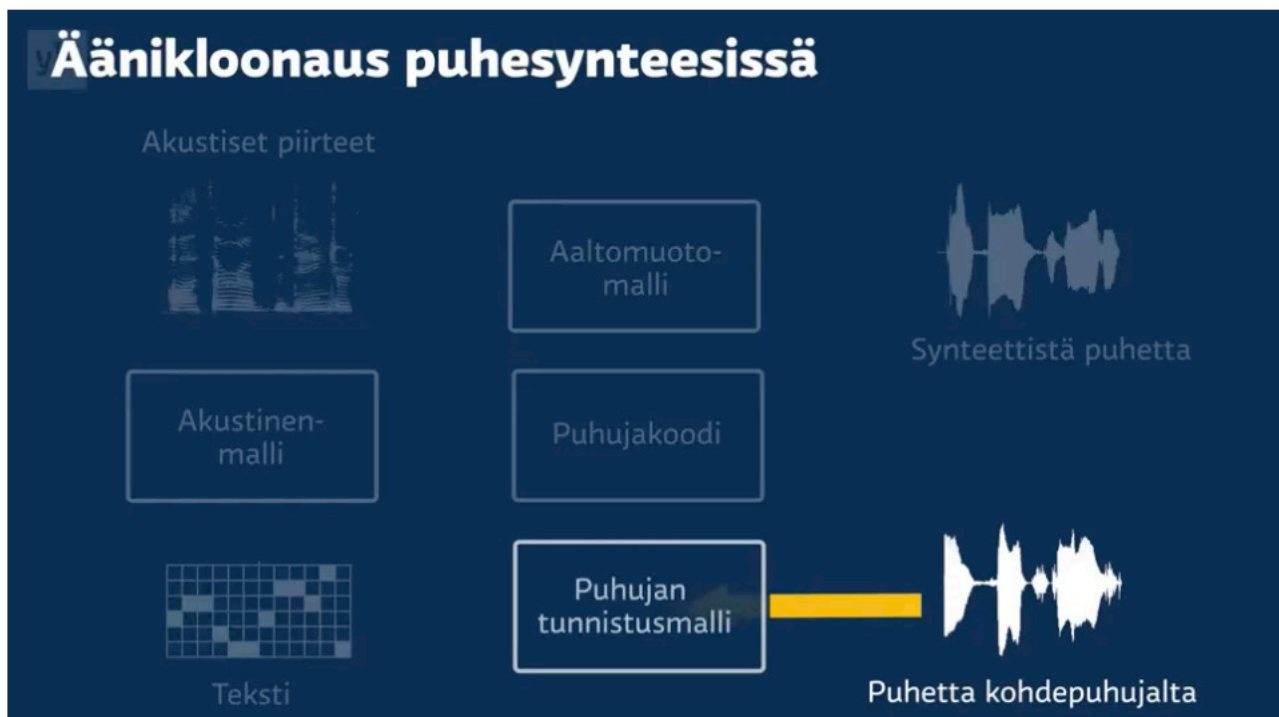 Äänikloonaus puhesynteesissä
Akustiset piirteet
Aaltomuoto-
malli
Synteettistä puhetta
Akustinen-
malli
Puhujakoodi
Puhujan
tunnistusmalli
Teksti
Puhetta kohdepuhujalta